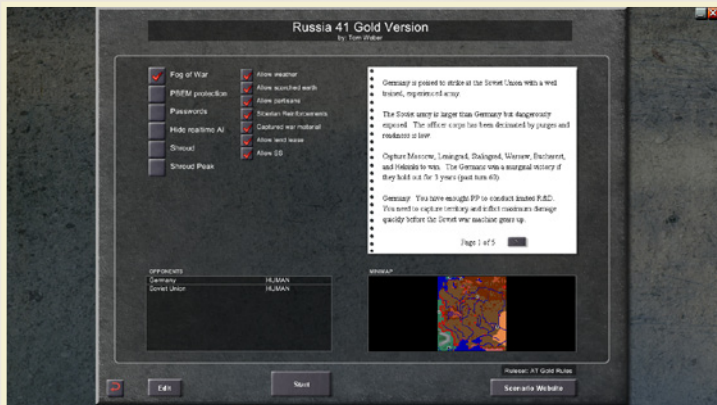 Russia 41 Gold Version
by: Tom Weber
Fog of War
PBEM protection
Passwords
Hide realtime AI
Shroud
Shroud Peak
Allow weather
Allow scorched earth
Allow partisans
Siberian Reinforcements
Captured war material
Allow lend lease
Allow SS
Germany is poised to strike at the Soviet Union with a well
trained, experienced army.
The Soviet army is larger than Germany but dangerously
exposed. The officer corps has been decimated by purges and
readiness is low.
Capture Moscow, Leningrad, Stalingrad, Warsaw, Bucharest,
and Helsinki to win. The Germans win a marginal victory if
they hold out for 3 years (past turn 62).
Germany: You have enought PP to conduct limited R&D.
You need to capture territory and inflict maximum damage
quickly before the Soviet war machine gears up.
Page 1 of 5
OPPONENTS
Germany HUMAN
Soviet Union HUMAN
MINIMAP
Ruleset: AT Gold Rules
Edit
Start
Scenario Website